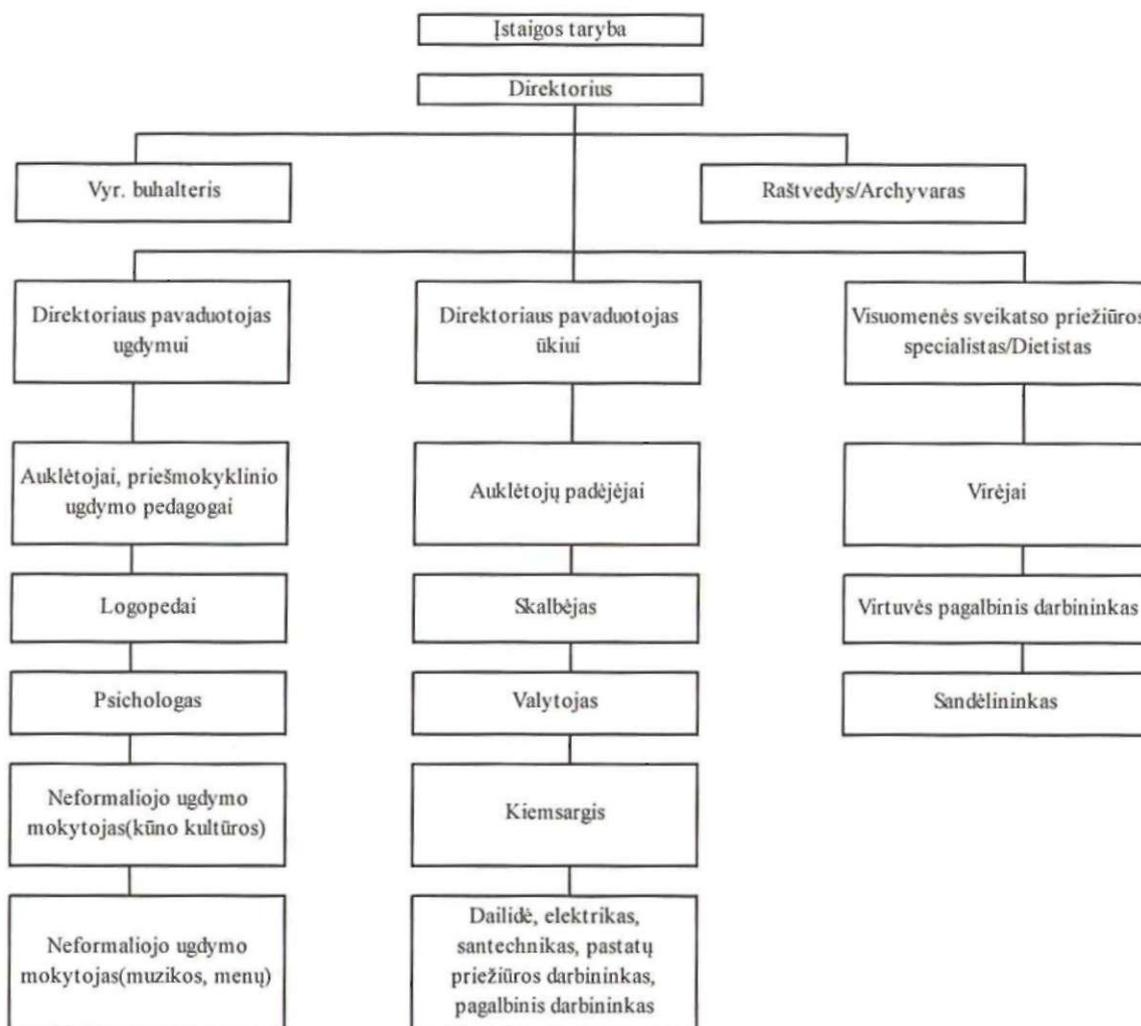 Įstaigos taryba
Direktorius
Vyr. buhalteris
Raštvedys/Archyvaras
Direktoriaus pavaduotojas
ugdymui
Direktoriaus pavaduotojas
ūkiui
Visuomenės sveikatso priežiūros
specialistas/Dietistas
Auklėtojai, priešmokyklinio
ugdymo pedagogai
Auklėtojų padėjėjai
Virėjai
Logopedai
Skalbėjas
Virtuvės pagalbinis darbininkas
Psichologas
Valytojas
Sandėlininkas
Neformaliojo ugdymo
mokytojas(kūno kultūros)
Kiemsargis
Neformaliojo ugdymo
mokytojas(muzikos, menų)
Dailidė, elektrikas,
santechnikas, pastatų
priežiūros darbininkas,
pagalbinis darbininkas